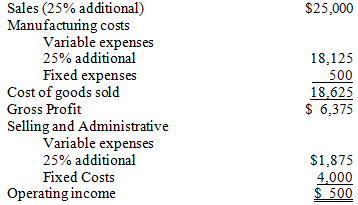 Sales (25% additional) $25,000
Manufacturing costs
Variable expenses
25% additional 18,125
Fixed expenses 500
Cost of goods sold 18,625
Gross Profit $ 6,375
Selling and Administrative
Variable expenses
25% additional $1,875
Fixed Costs 4,000
Operating income $ 500